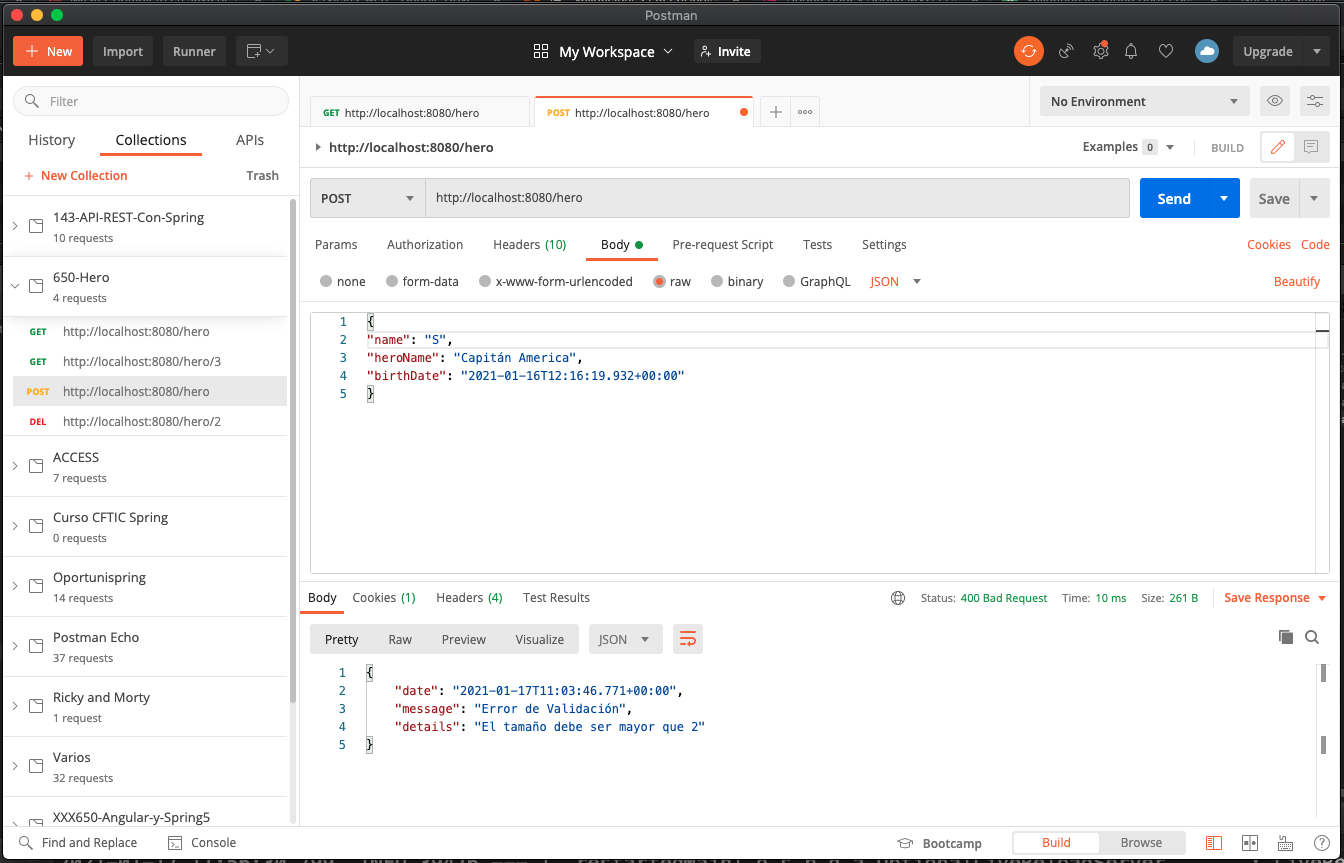 Postman
New Import Runner My Workspace Invite Upgrade
Filter
History Collections APIs
New Collection Trash
143-API-REST-Con-Spring
10 requests
650-Hero
4 requests
GET http://localhost:8080/hero
GET http://localhost:8080/hero/3
POST http://localhost:8080/hero
DEL http://localhost:8080/hero/2
ACCESS
7 requests
Curso CFTIC Spring
0 requests
Oportunispring
14 requests
Postman Echo
37 requests
Ricky and Morty
1 request
Varios
32 requests
XXX650-Angular-y-Spring5
GET http://localhost:8080/hero POST http://localhost:8080/hero No Environment
http://localhost:8080/hero Examples 0 BUILD
POST http://localhost:8080/hero Send Save
Params Authorization Headers (10) Body Pre-request Script Tests Settings Cookies Code
none form-data x-www-form-urlencoded raw binary GraphQL JSON Beautify
1 {
2 "name": "S",
3 "heroName": "Capitán America",
4 "birthDate": "2021-01-16T12:16:19.932+00:00"
5 }
Body Cookies (1) Headers (4) Test Results Status: 400 Bad Request Time: 10 ms Size: 261 B Save Response
Pretty Raw Preview Visualize JSON
1 {
2 "date": "2021-01-17T11:03:46.771+00:00",
3 "message": "Error de Validación",
4 "details": "El tamaño debe ser mayor que 2"
5 }
Find and Replace Console Bootcamp Build Browse